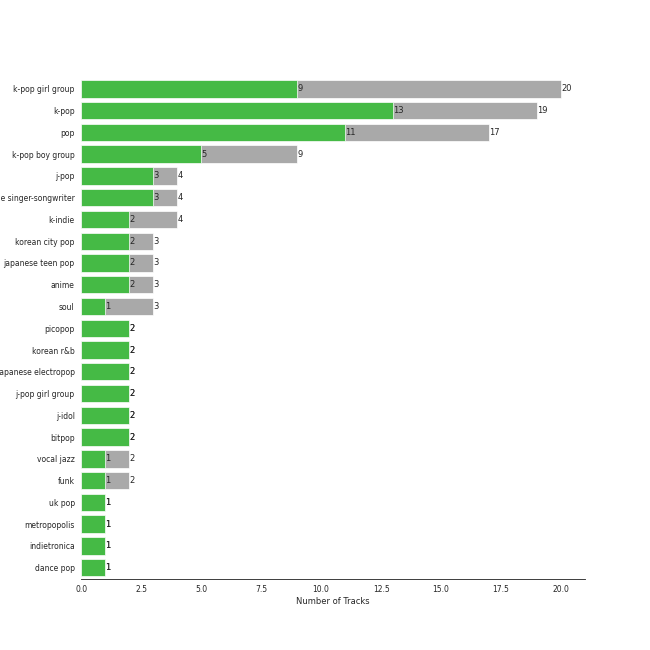 k-pop girl group 9 20
k-pop 13 19
pop 11 17
k-pop boy group 5 9
j-pop 3 4
e singer-songwriter 3 4
k-indie 2 4
korean city pop 2 3
japanese teen pop 2 3
anime 2 3
soul 1 3
picopop 2
korean r&b 2
apanese electropop 2
j-pop girl group 2
j-idol 2
bitpop 2
vocal jazz 1 2
funk 1 2
uk pop 1
metropopolis 1
indietronica 1
dance pop 1
0.0 2.5 5.0 7.5 10.0 12.5 15.0 17.5 20.0
Number of Tracks